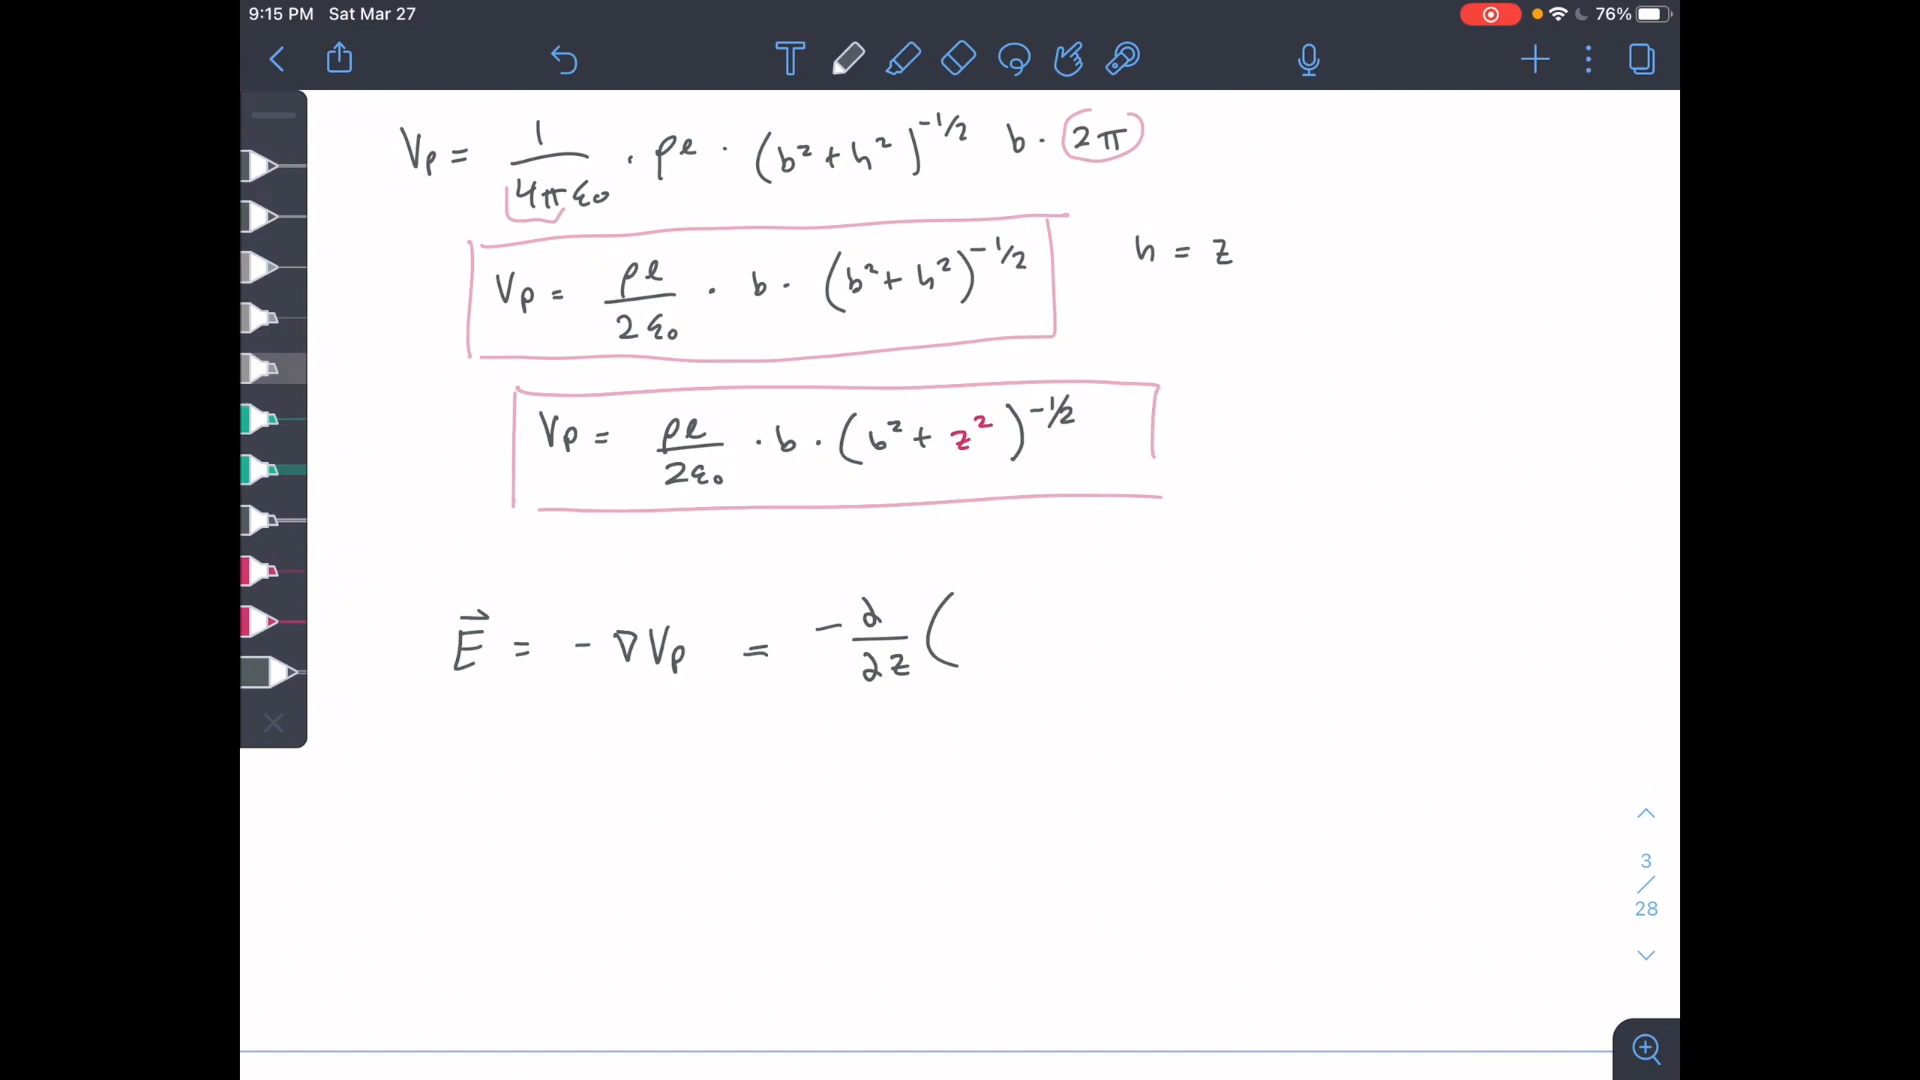 9:15 PM Sat Mar 27
76%
Vp = 1/4πε₀ · ρℓ · (b² + h²)^-1/2 b · 2π
Vp = ρℓ/2ε₀ · b · (b² + h²)^-1/2
h = z
Vp = ρℓ/2ε₀ · b · (b² + z²)^-1/2
E⃗ = - ∇Vp = - ∂/∂z (
3
/
28